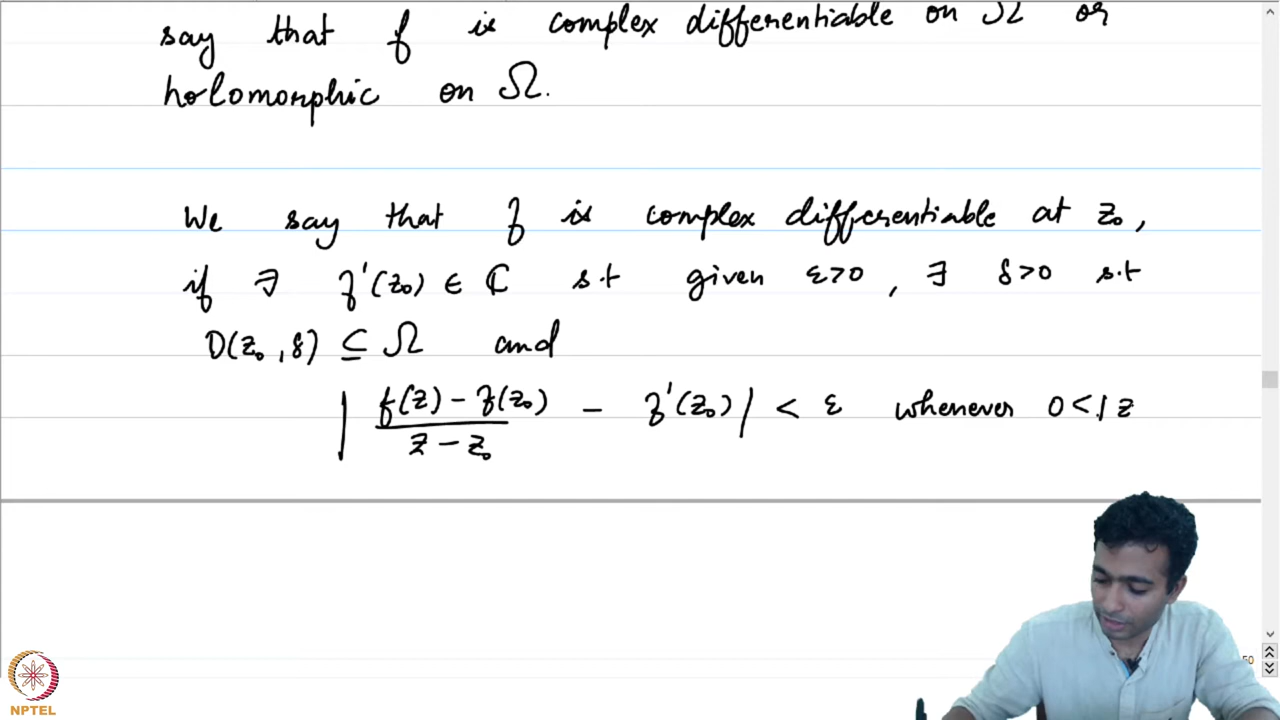 say that f is complex differentiable on Ω or
holomorphic on Ω.
We say that f is complex differentiable at z₀,
if ∃ f'(z₀) ∈ ℂ s.t given ε>0, ∃ δ>0 s.t
D(z₀, δ) ⊆ Ω and
| (f(z) − f(z₀))/(z − z₀) − f'(z₀) | < ε whenever 0 < | z
50
NPTEL